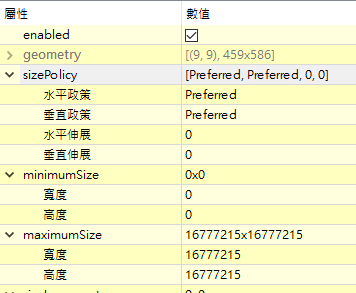 屬性 數值
enabled
geometry [(9, 9), 459x586]
sizePolicy [Preferred, Preferred, 0, 0]
水平政策 Preferred
垂直政策 Preferred
水平伸展 0
垂直伸展 0
minimumSize 0x0
寬度 0
高度 0
maximumSize 16777215x16777215
寬度 16777215
高度 16777215